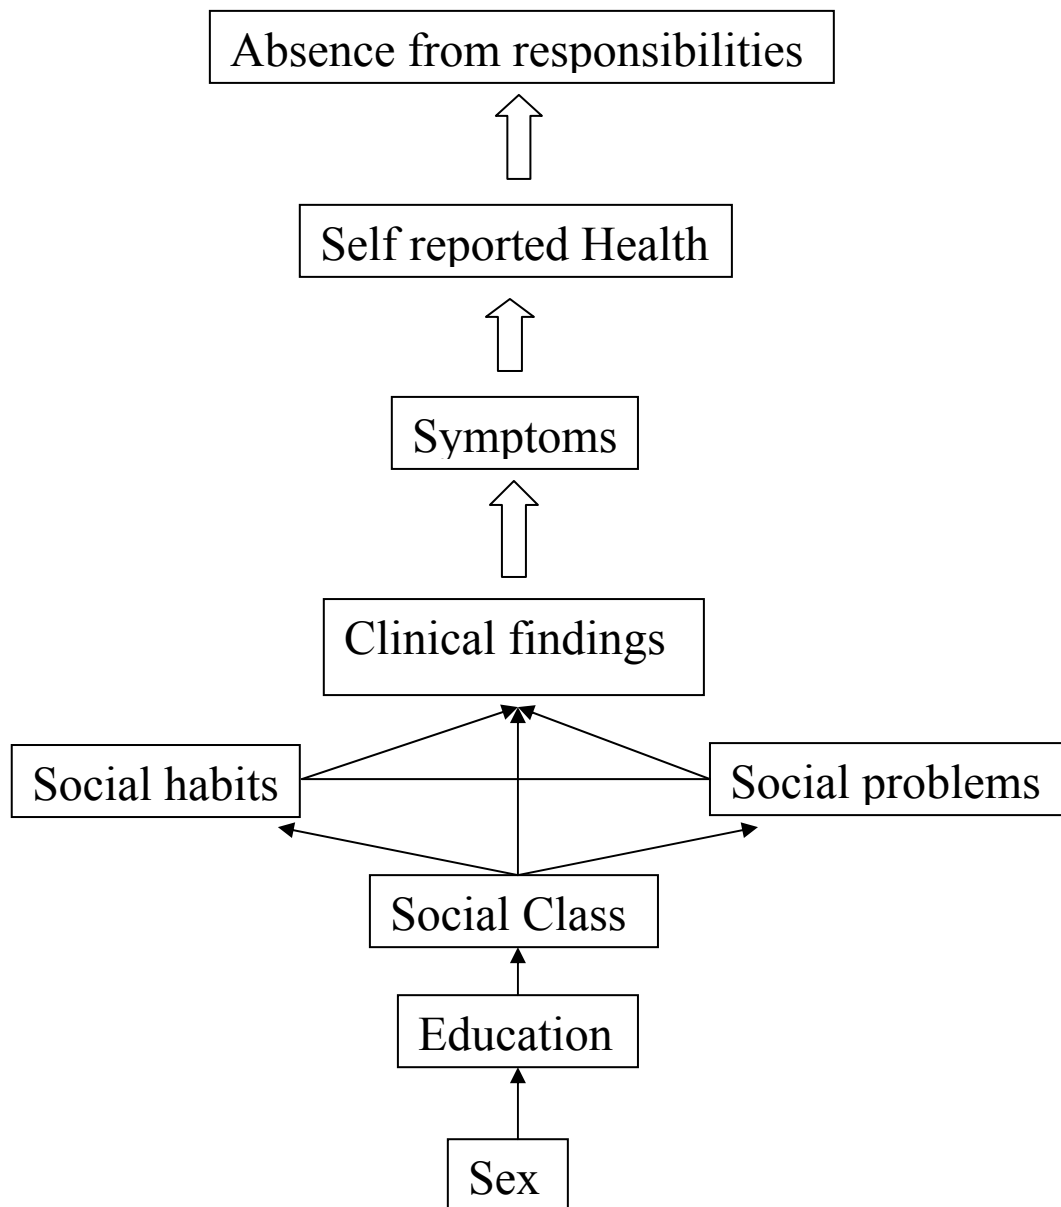 Absence from responsibilities
Self reported Health
Symptoms
Clinical findings
Social habits
Social problems
Social Class
Education
Sex